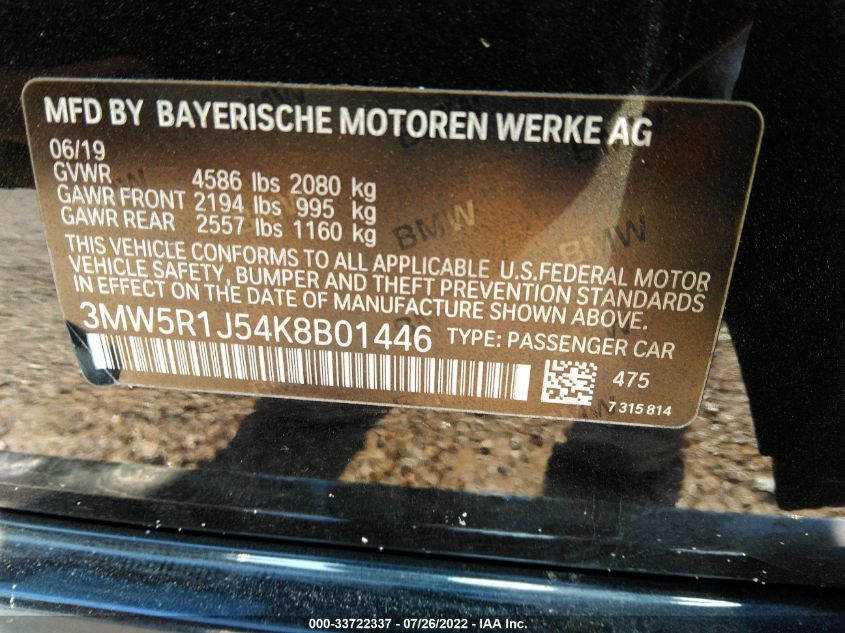 MFD BY BAYERISCHE MOTOREN WERKE AG
06/19
GVWR 4586 lbs 2080 kg
GAWR FRONT 2194 lbs 995 kg
GAWR REAR 2557 lbs 1160 kg
THIS VEHICLE CONFORMS TO ALL APPLICABLE U.S.FEDERAL MOTOR
VEHICLE SAFETY, BUMPER AND THEFT PREVENTION STANDARDS
IN EFFECT ON THE DATE OF MANUFACTURE SHOWN ABOVE.
3MW5R1J54K8B01446 TYPE: PASSENGER CAR
475
7 315 814
BMW
BMW
000-33722337 - 07/26/2022 - IAA Inc.